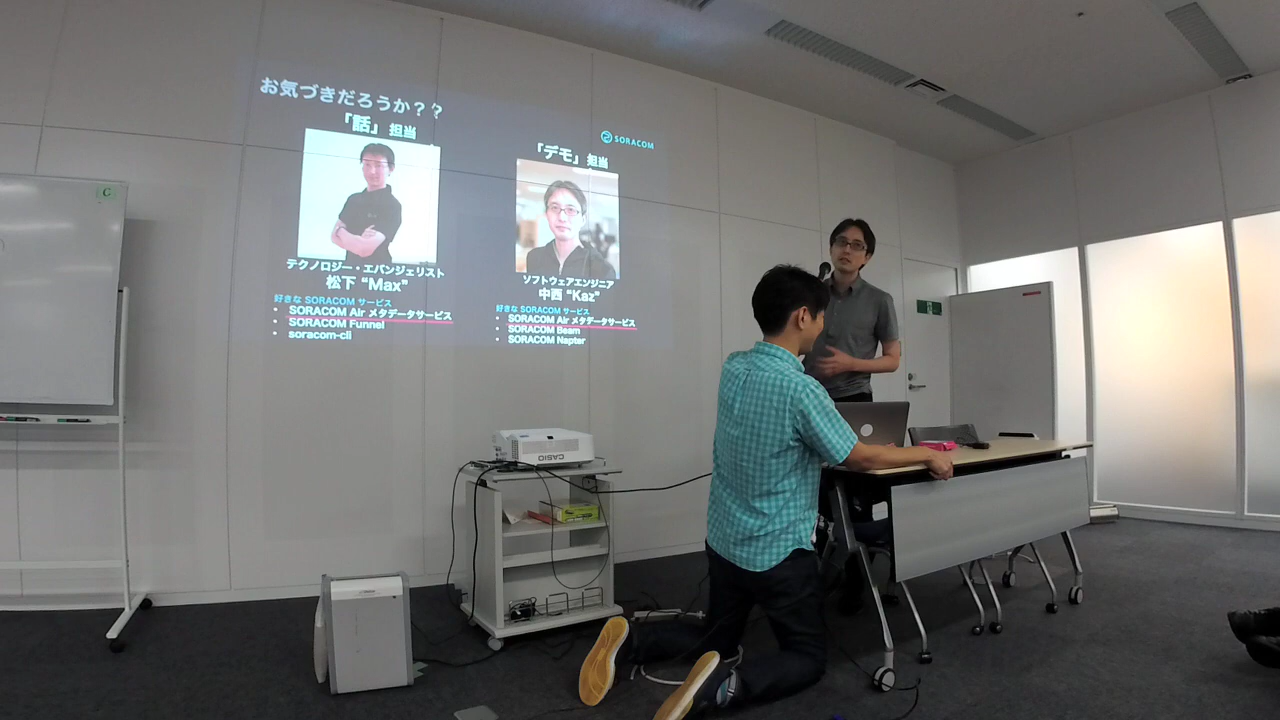 お気づきだろうか？？
SORACOM
「話」担当
テクノロジー・エバンジェリスト
松下 “Max”
好きな SORACOM サービス
• SORACOM Air メタデータサービス
• SORACOM Funnel
• soracom-cli
「デモ」担当
ソフトウェアエンジニア
中西 “Kaz”
好きな SORACOM サービス
• SORACOM Air メタデータサービス
• SORACOM Beam
• SORACOM Napter
CASIO
C